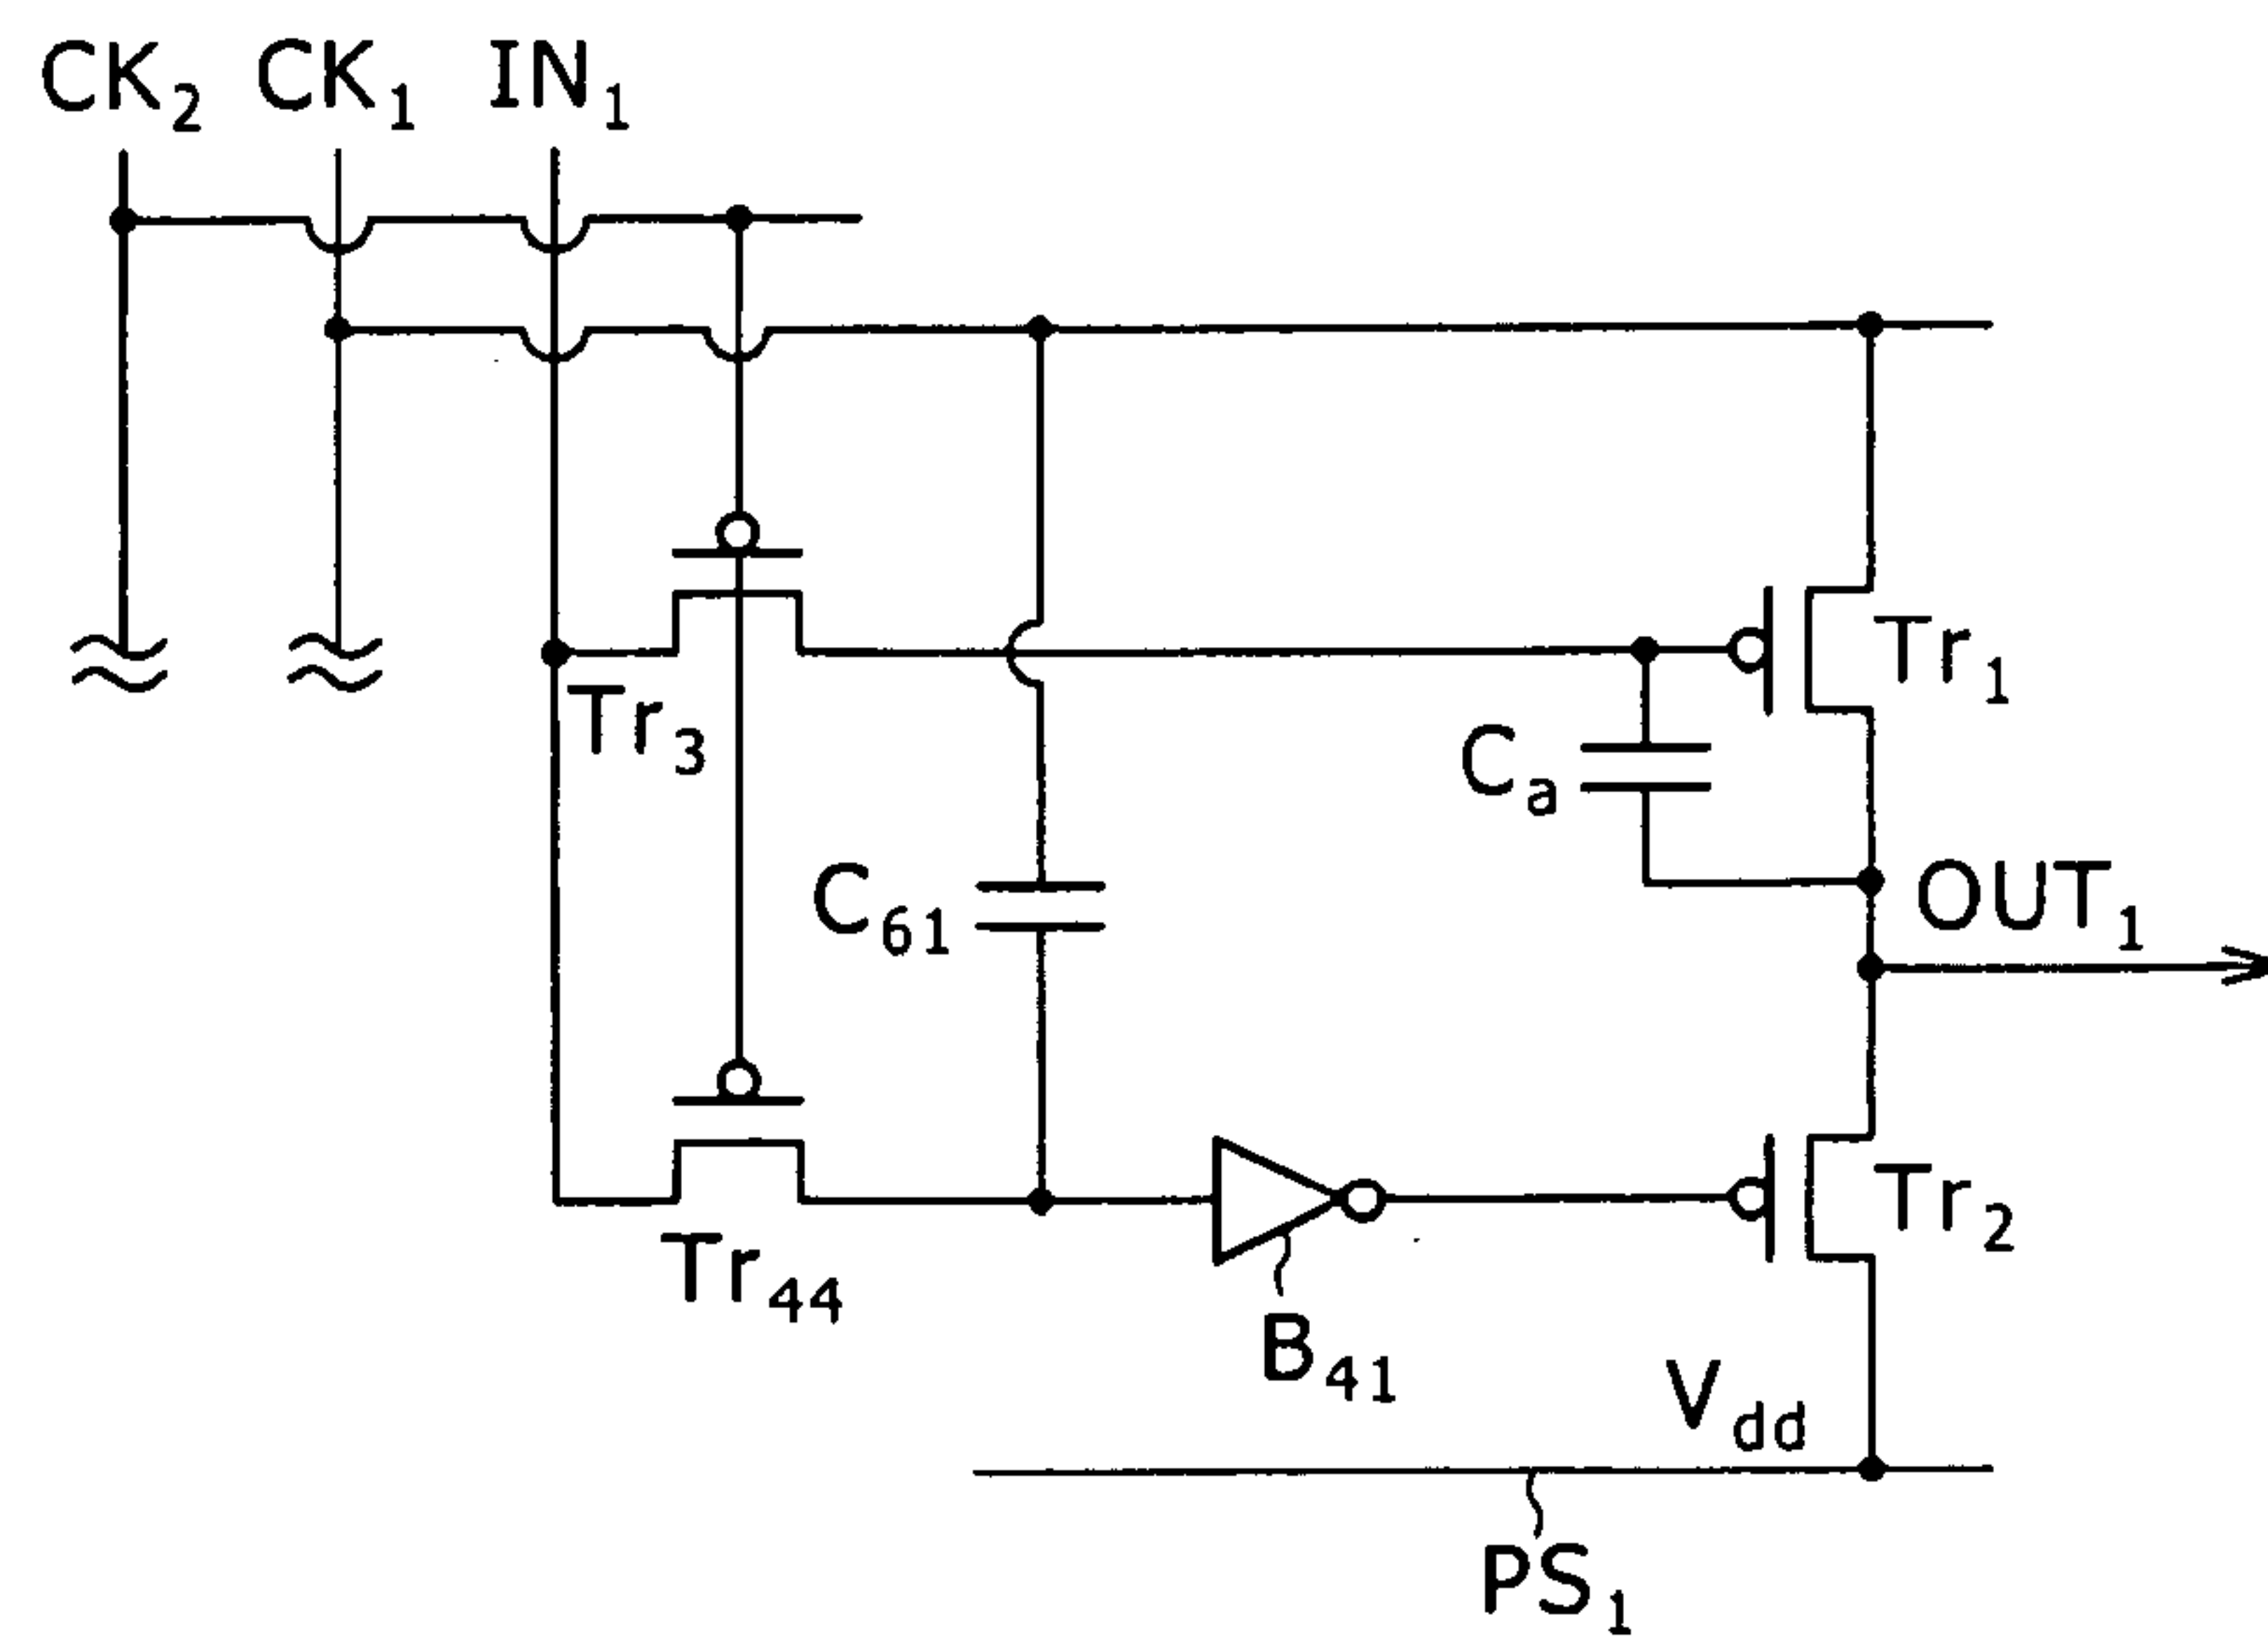 CK2 CK1 IN1
Tr1
Tr3
Ca
C61
OUT1
Tr2
Tr44
B41
Vdd
PS1